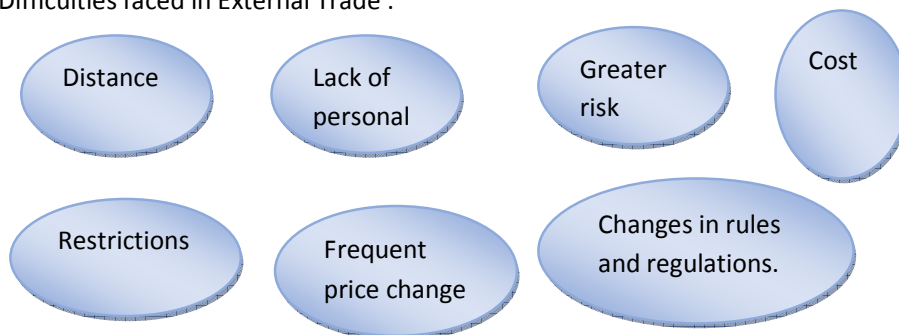 Difficulties faced in External Trade :
Distance
Lack of
personal
Greater
risk
Cost
Restrictions
Frequent
price change
Changes in rules
and regulations.